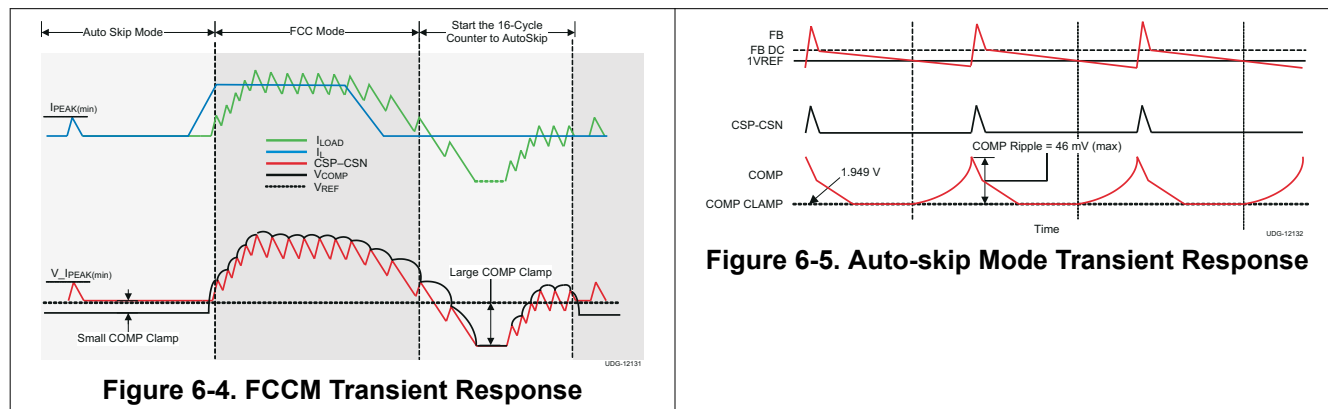 Auto Skip Mode
FCC Mode
Start the 16-Cycle
Counter to AutoSkip
IPEAK(min)
ILOAD
IL
CSP–CSN
VCOMP
VREF
V_IPEAK(min)
Large COMP Clamp
Small COMP Clamp
UDG-12131
Figure 6-4. FCCM Transient Response
FB
FB DC
1VREF
CSP-CSN
COMP Ripple = 46 mV (max)
COMP
1.949 V
COMP CLAMP
Time
UDG-12132
Figure 6-5. Auto-skip Mode Transient Response